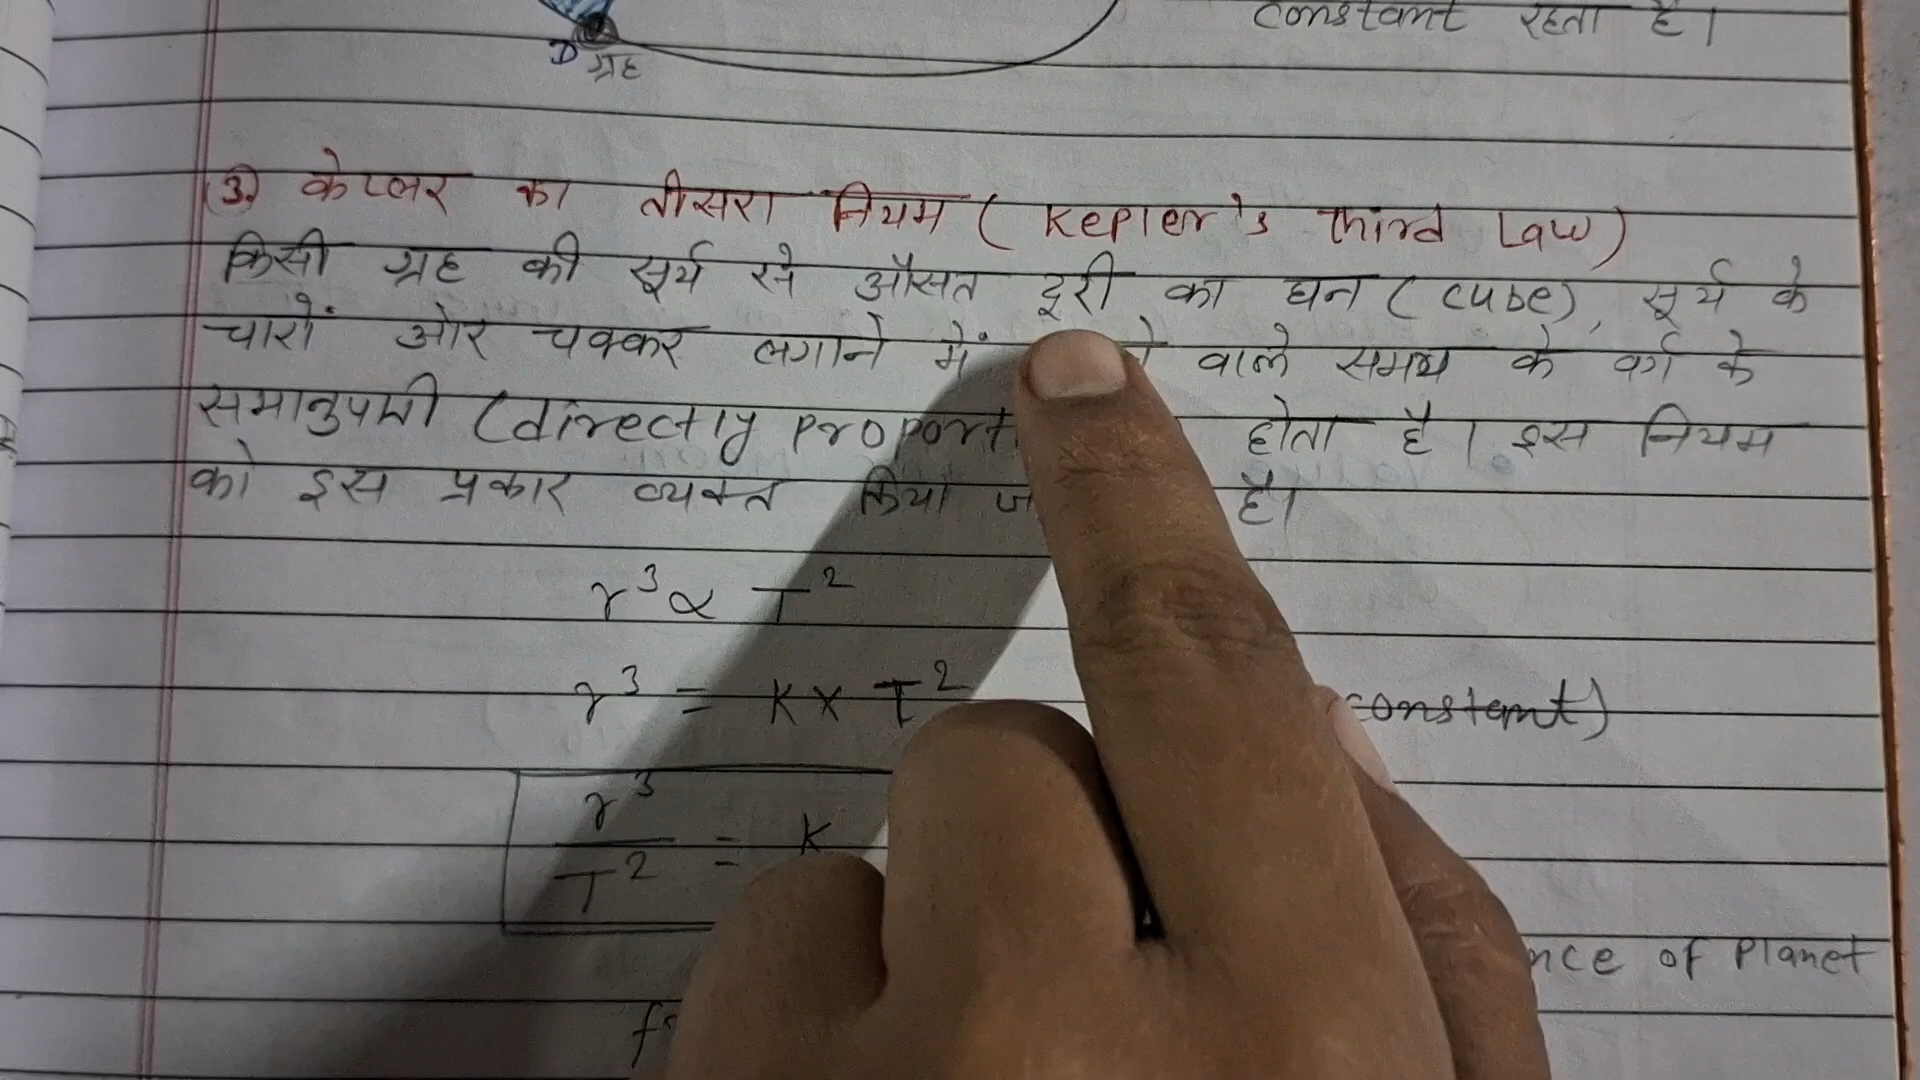 constant रहता है।
D ग्रह
(3.) केप्लर का तीसरा नियम ( Kepler's Third Law)
किसी ग्रह की सूर्य से औसत दूरी का घन ( cube), सूर्य के
चारों ओर चक्कर लगाने में वाले समय के वर्ग के
समानुपाती (directly proport होता है। इस नियम
को इस प्रकार व्यक्त किया है।
r³ ∝ T²
r³ = K × T² constant)
r³/T² = K
of Planet